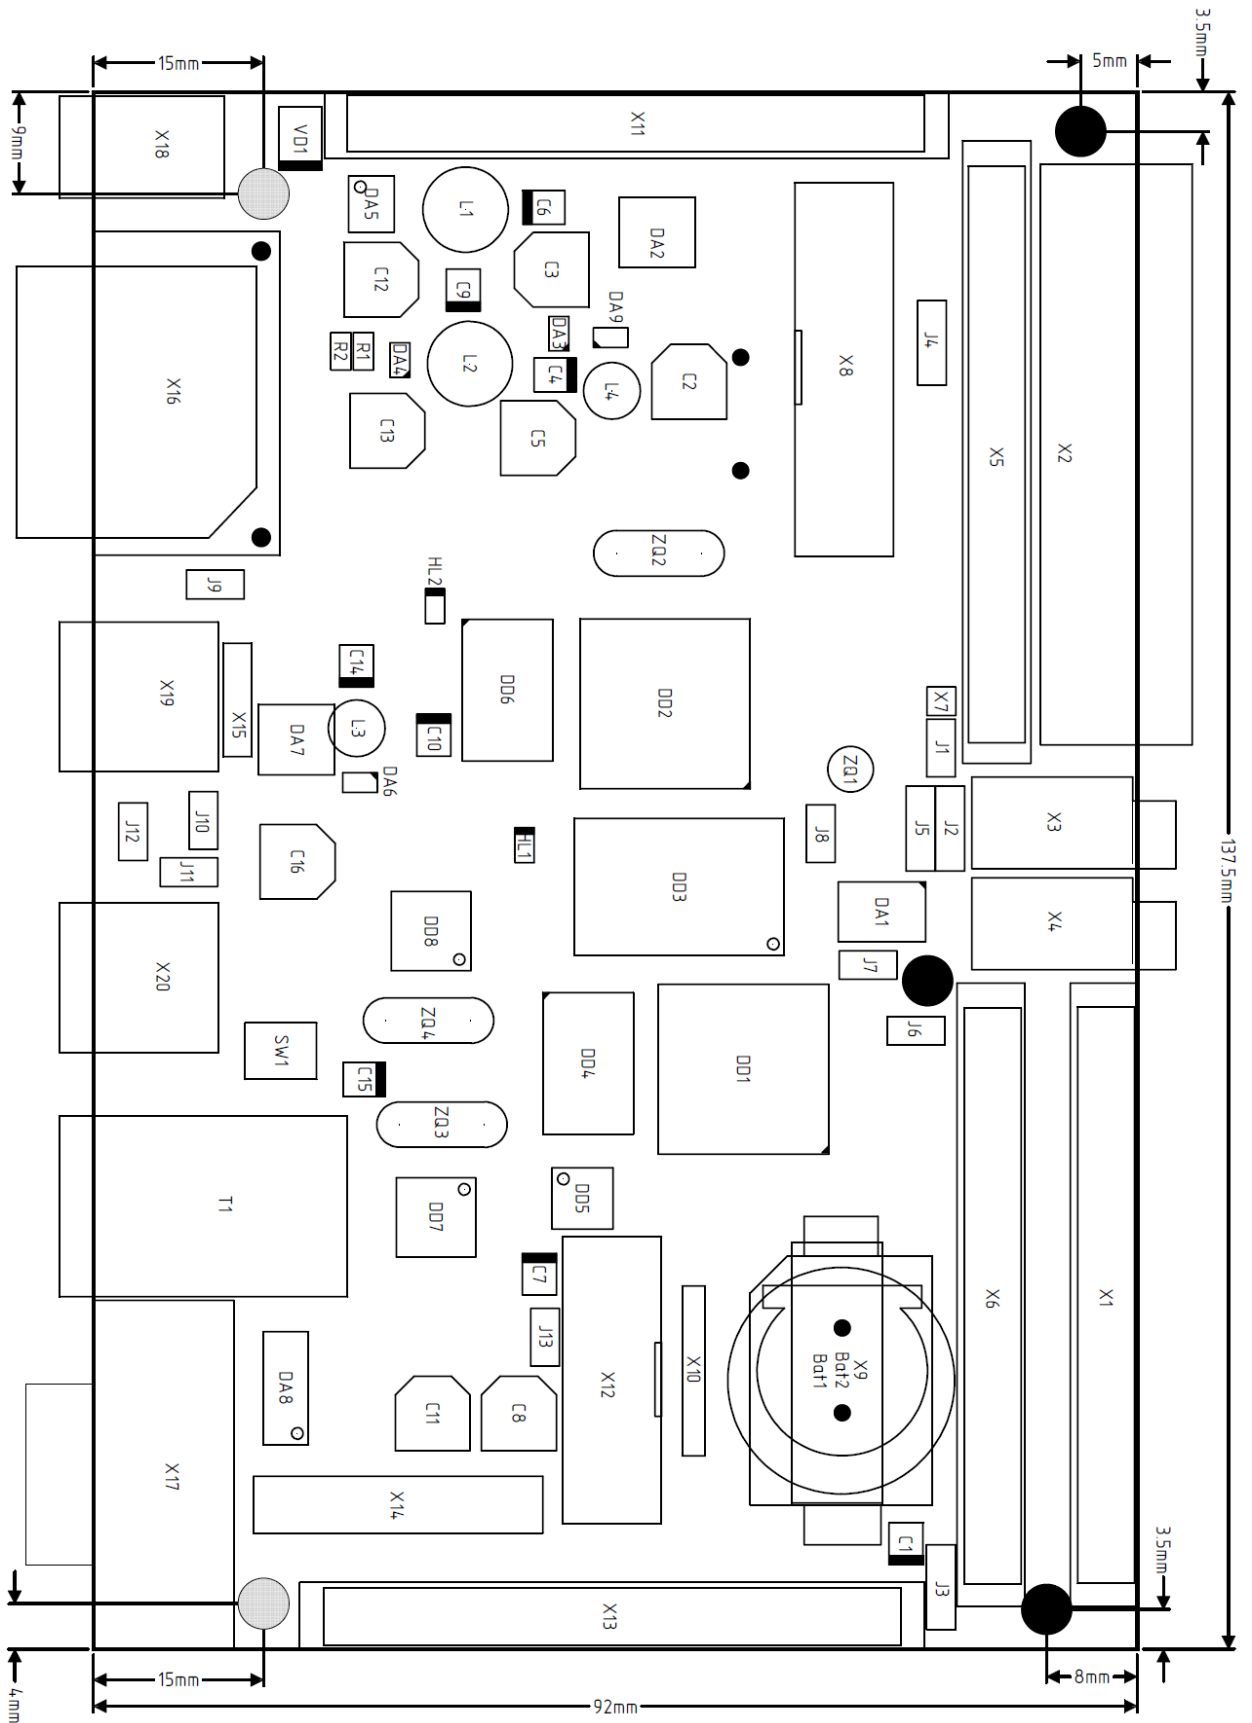 3.5mm
15mm
5mm
9mm
X18
VD1
X11
DA5
L1
C6
DA2
C12
C9
C3
DA9
DA3
J4
R2
R1
DA4
L2
C4
L4
C2
X8
X16
C13
C5
X5
X2
ZQ2
HL2
J9
C14
DD6
DD2
X19
X15
DA7
L3
C10
X7
J1
DA6
ZQ1
J12
J10
J11
C16
HL1
J8
J5
J2
X3
137.5mm
DD3
DD8
DA1
X4
J7
X20
SW1
ZQ4
DD4
DD1
J6
C15
ZQ3
T1
DD7
DD5
C7
J13
X12
X10
X9
Bat2
Bat1
X6
X1
DA8
C11
C8
X17
X14
C1
J3
3.5mm
X13
15mm
8mm
4mm
92mm